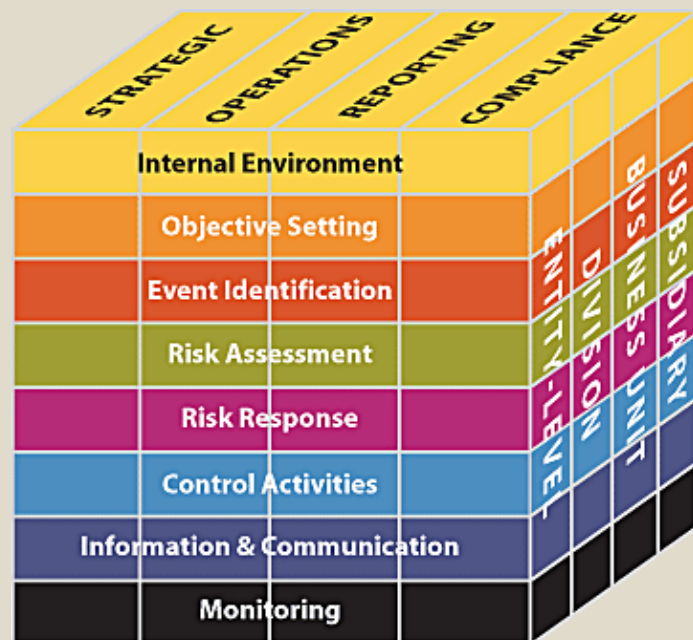 STRATEGIC
OPERATIONS
REPORTING
COMPLIANCE
Internal Environment
Objective Setting
Event Identification
Risk Assessment
Risk Response
Control Activities
Information & Communication
Monitoring
ENTITY-LEVEL
DIVISION
BUSINESS UNIT
SUBSIDIARY